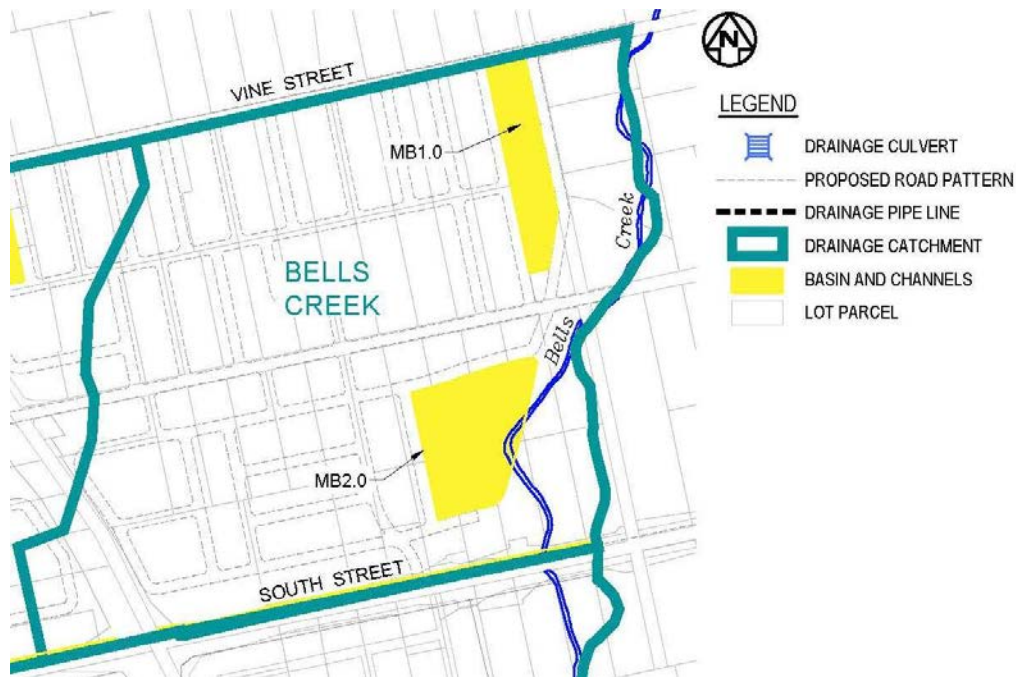 VINE STREET
MB1.0
BELLS
CREEK
Creek
Bells
MB2.0
SOUTH STREET
N
LEGEND
DRAINAGE CULVERT
PROPOSED ROAD PATTERN
DRAINAGE PIPE LINE
DRAINAGE CATCHMENT
BASIN AND CHANNELS
LOT PARCEL